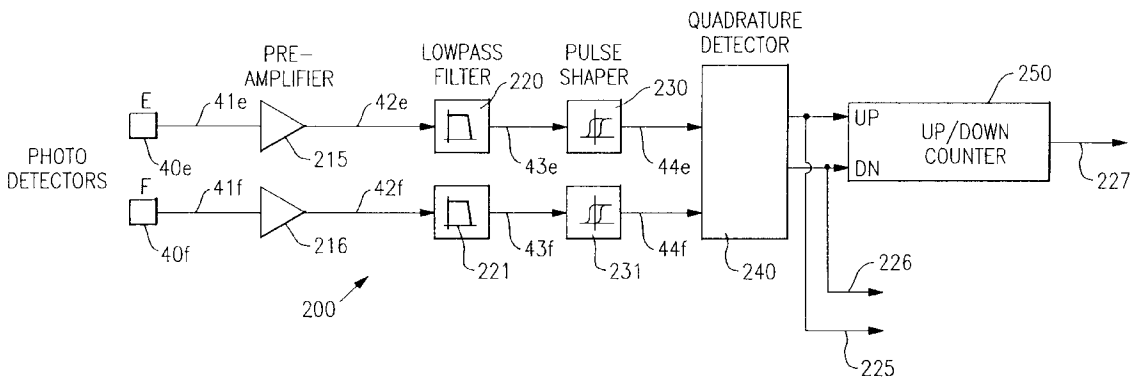 QUADRATURE
DETECTOR
PRE-
AMPLIFIER
LOWPASS
FILTER
PULSE
SHAPER
220
230
250
E
41e
42e
UP
UP/DOWN
COUNTER
40e
215
43e
44e
DN
227
PHOTO
DETECTORS
F
41f
42f
40f
216
221
43f
231
44f
240
226
200
225